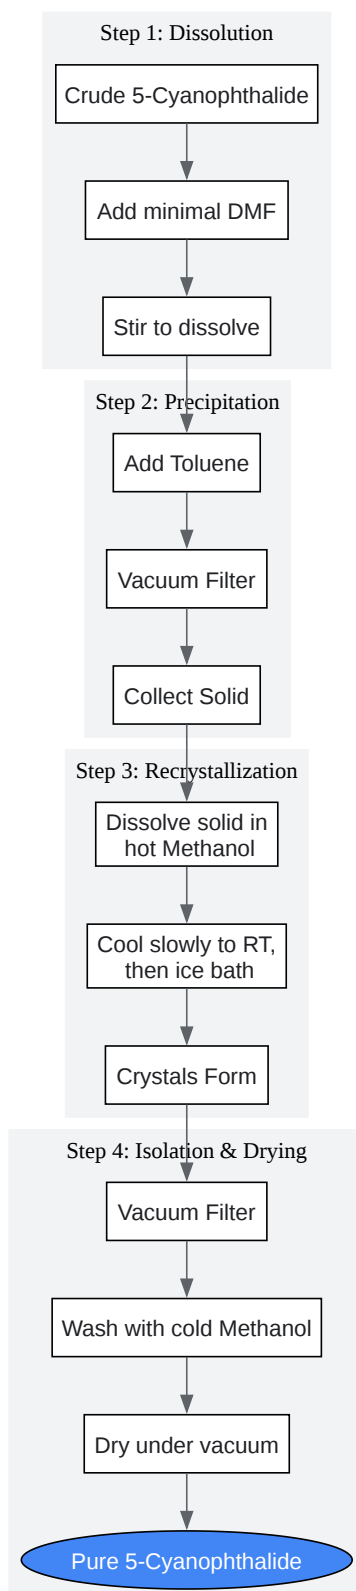 Step 1: Dissolution
Crude 5-Cyanophthalide
Add minimal DMF
Stir to dissolve
Step 2: Precipitation
Add Toluene
Vacuum Filter
Collect Solid
Step 3: Recrystallization
Dissolve solid in
hot Methanol
Cool slowly to RT,
then ice bath
Crystals Form
Step 4: Isolation & Drying
Vacuum Filter
Wash with cold Methanol
Dry under vacuum
Pure 5-Cyanophthalide